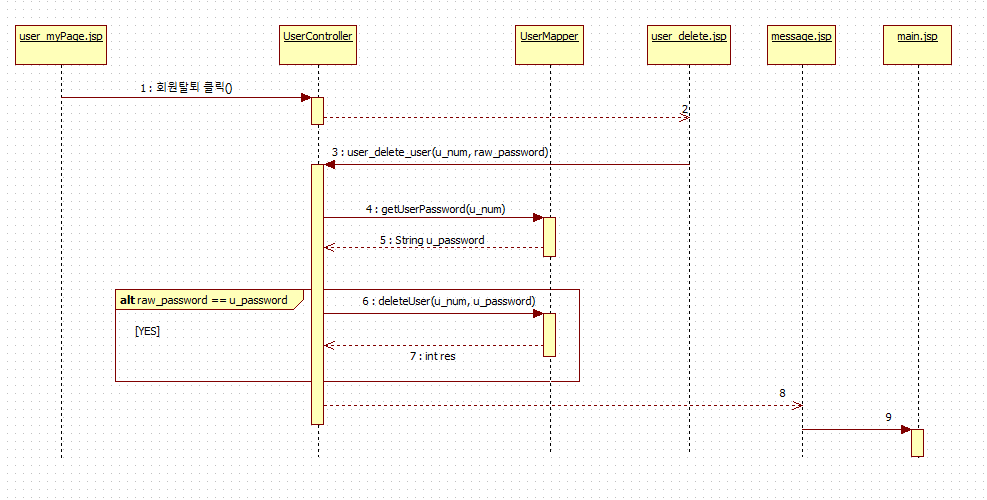 user_myPage.jsp
UserController
UserMapper
user_delete.jsp
message.jsp
main.jsp
1 : 회원탈퇴 클릭()
2
3 : user_delete_user(u_num, raw_password)
4 : getUserPassword(u_num)
5 : String u_password
alt raw_password == u_password
6 : deleteUser(u_num, u_password)
[YES]
7 : int res
8
9